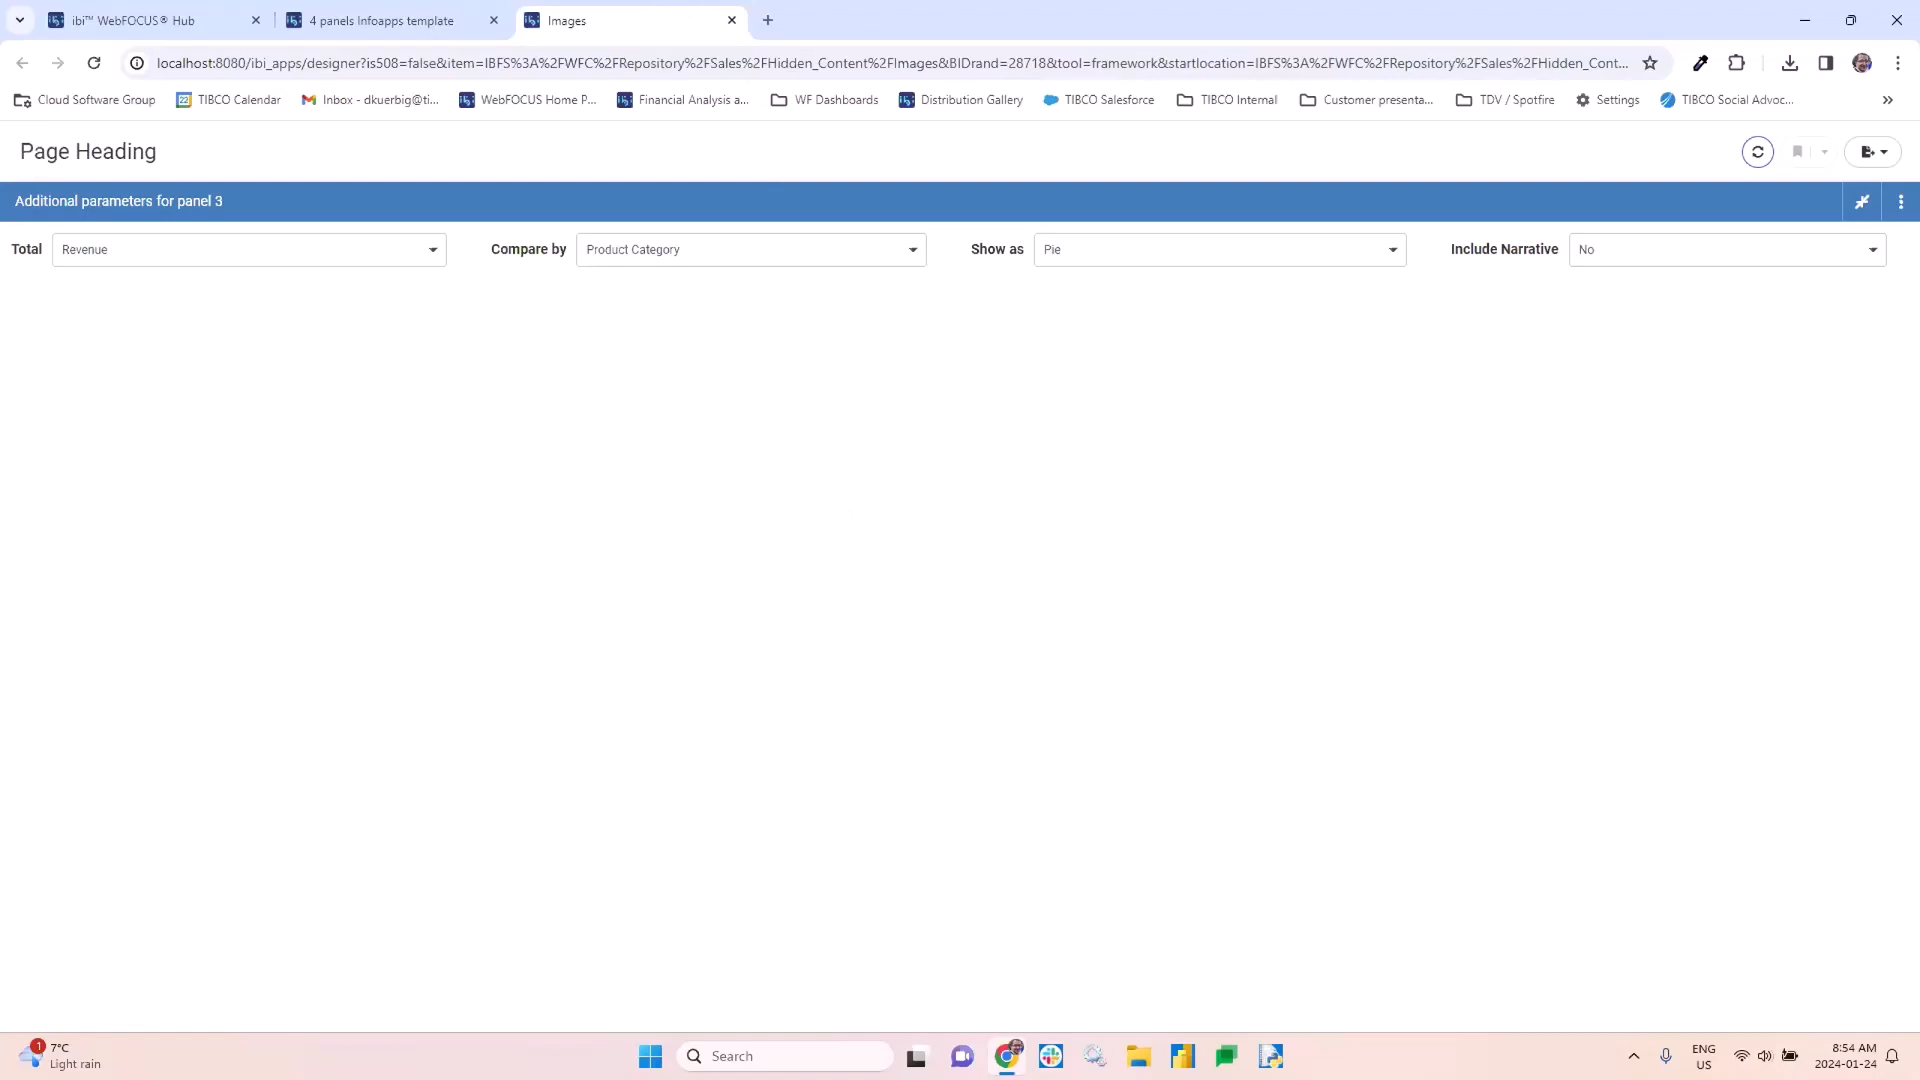 ibi™ WebFOCUS® Hub
4 panels Infoapps template
Images
localhost:8080/ibi_apps/designer?is508=false&item=IBFS%3A%2FWFC%2FRepository%2FSales%2FHidden_Content%2FImages&BIDrand=28718&tool=framework&startlocation=IBFS%3A%2FWFC%2FRepository%2FSales%2FHidden_Cont...
Cloud Software Group
TIBCO Calendar
Inbox - dkuerbig@ti...
WebFOCUS Home P...
Financial Analysis a...
WF Dashboards
Distribution Gallery
TIBCO Salesforce
TIBCO Internal
Customer presenta...
TDV / Spotfire
Settings
TIBCO Social Advoc...
Page Heading
Additional parameters for panel 3
Total Revenue
Compare by Product Category
Show as Pie
Include Narrative No
1
7°C
Light rain
Search
ENG
US
8:54 AM
2024-01-24